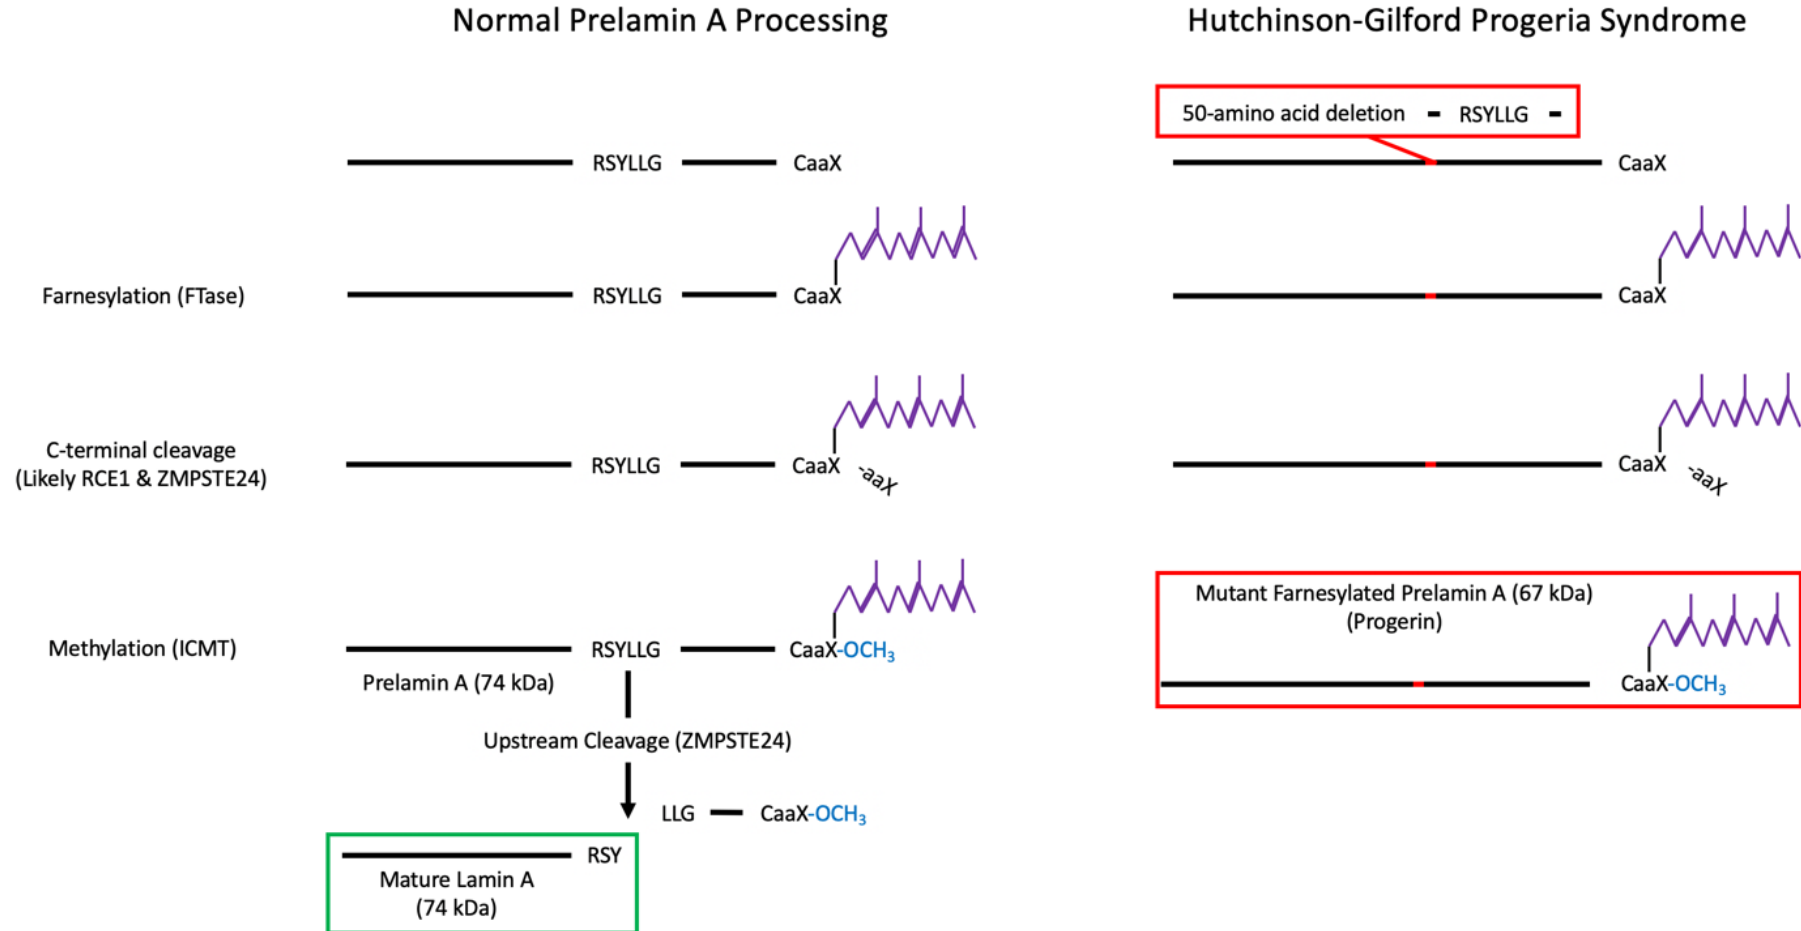 Normal Prelamin A Processing
Hutchinson-Gilford Progeria Syndrome
50-amino acid deletion - RSYLLG -
RSYLLG CaaX
CaaX
Farnesylation (FTase)
RSYLLG CaaX
CaaX
C-terminal cleavage
(Likely RCE1 & ZMPSTE24)
RSYLLG CaaX -aaX
CaaX -aaX
Methylation (ICMT)
RSYLLG CaaX-OCH₃
Prelamin A (74 kDa)
Mutant Farnesylated Prelamin A (67 kDa)
(Progerin)
CaaX-OCH₃
Upstream Cleavage (ZMPSTE24)
LLG — CaaX-OCH₃
RSY
Mature Lamin A
(74 kDa)